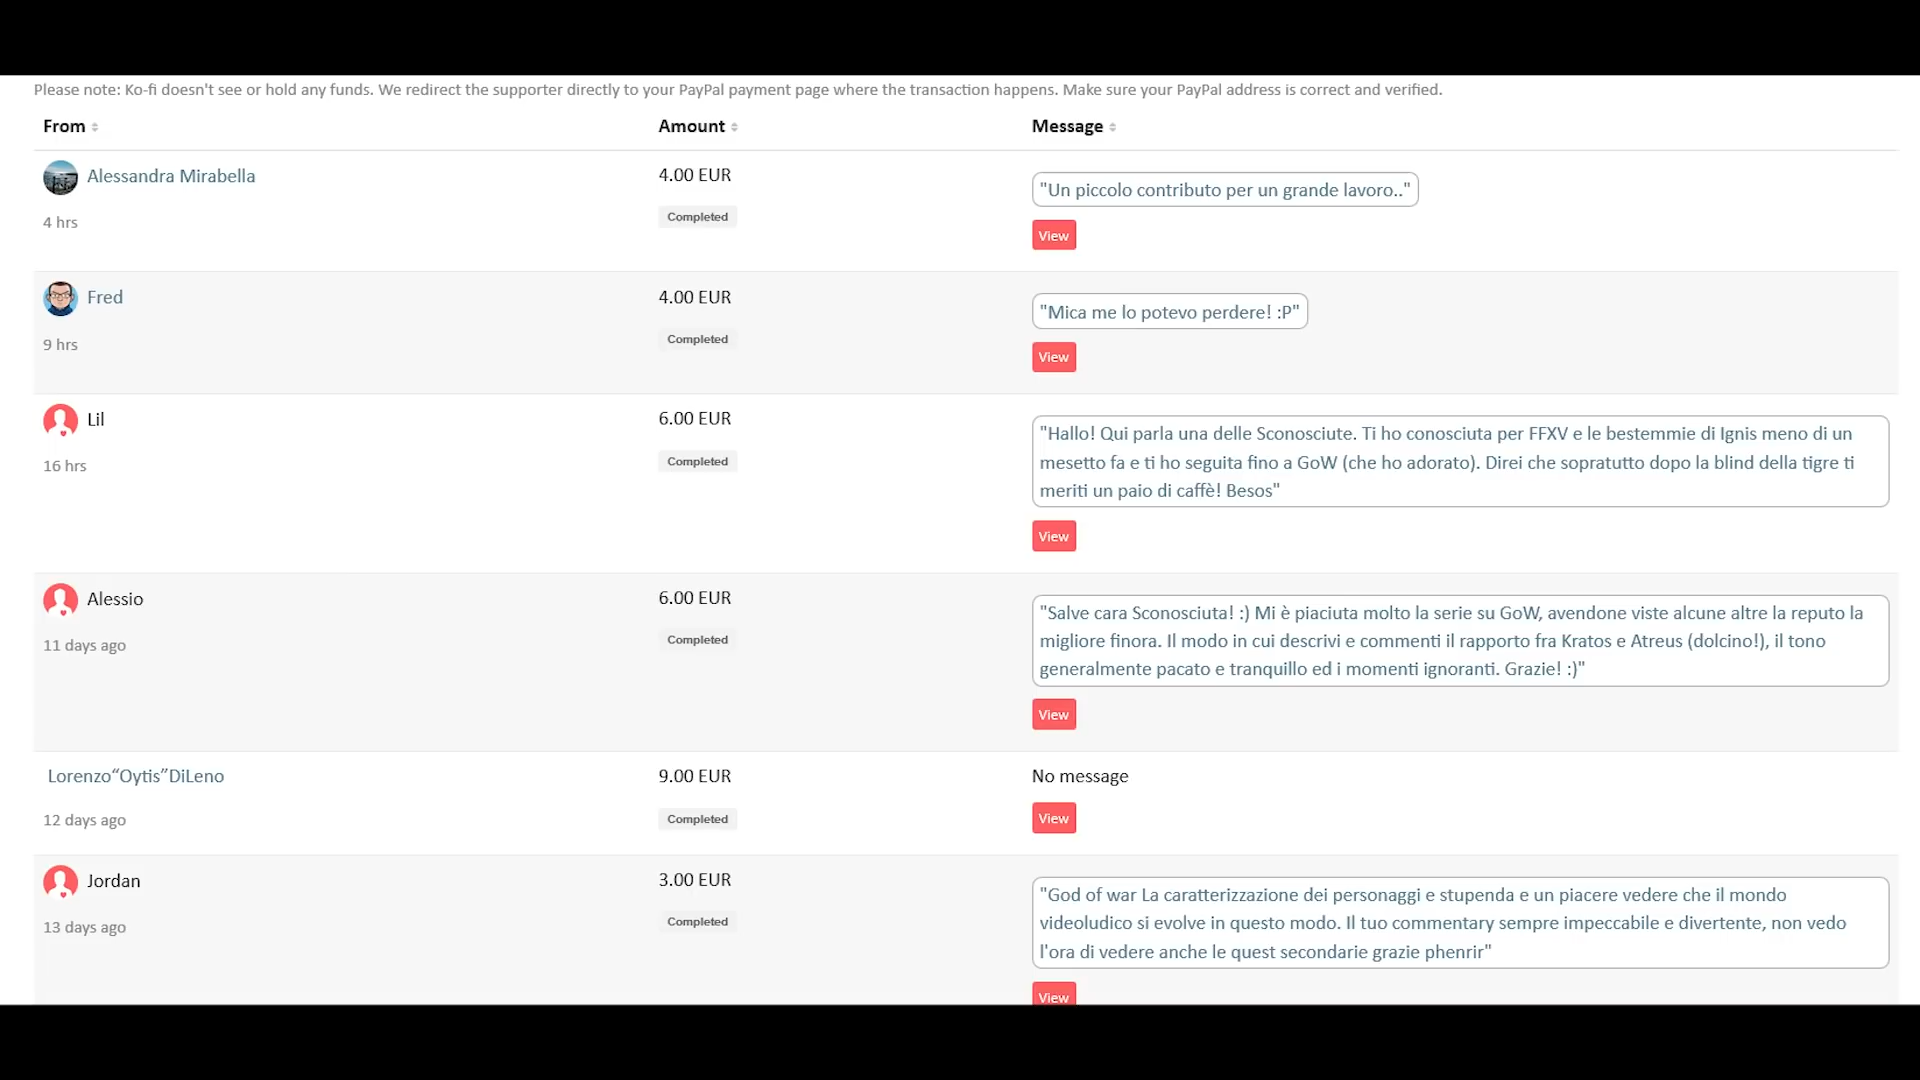 Please note: Ko-fi doesn't see or hold any funds. We redirect the supporter directly to your PayPal payment page where the transaction happens. Make sure your PayPal address is correct and verified.
From Amount Message
Alessandra Mirabella 4.00 EUR
"Un piccolo contributo per un grande lavoro.."
4 hrs Completed
View
Fred 4.00 EUR
"Mica me lo potevo perdere! :P"
9 hrs Completed
View
Lil 6.00 EUR
"Hallo! Qui parla una delle Sconosciute. Ti ho conosciuta per FFXV e le bestemmie di Ignis meno di un
mesetto fa e ti ho seguita fino a GoW (che ho adorato). Direi che sopratutto dopo la blind della tigre ti
meriti un paio di caffè! Besos"
16 hrs Completed
View
Alessio 6.00 EUR
"Salve cara Sconosciuta! :) Mi è piaciuta molto la serie su GoW, avendone viste alcune altre la reputo la
migliore finora. Il modo in cui descrivi e commenti il rapporto fra Kratos e Atreus (dolcino!), il tono
generalmente pacato e tranquillo ed i momenti ignoranti. Grazie! :)"
11 days ago Completed
View
Lorenzo“Oytis”DiLeno 9.00 EUR No message
12 days ago Completed
View
Jordan 3.00 EUR
"God of war La caratterizzazione dei personaggi e stupenda e un piacere vedere che il mondo
videoludico si evolve in questo modo. Il tuo commentary sempre impeccabile e divertente, non vedo
l'ora di vedere anche le quest secondarie grazie phenrir"
13 days ago Completed
View